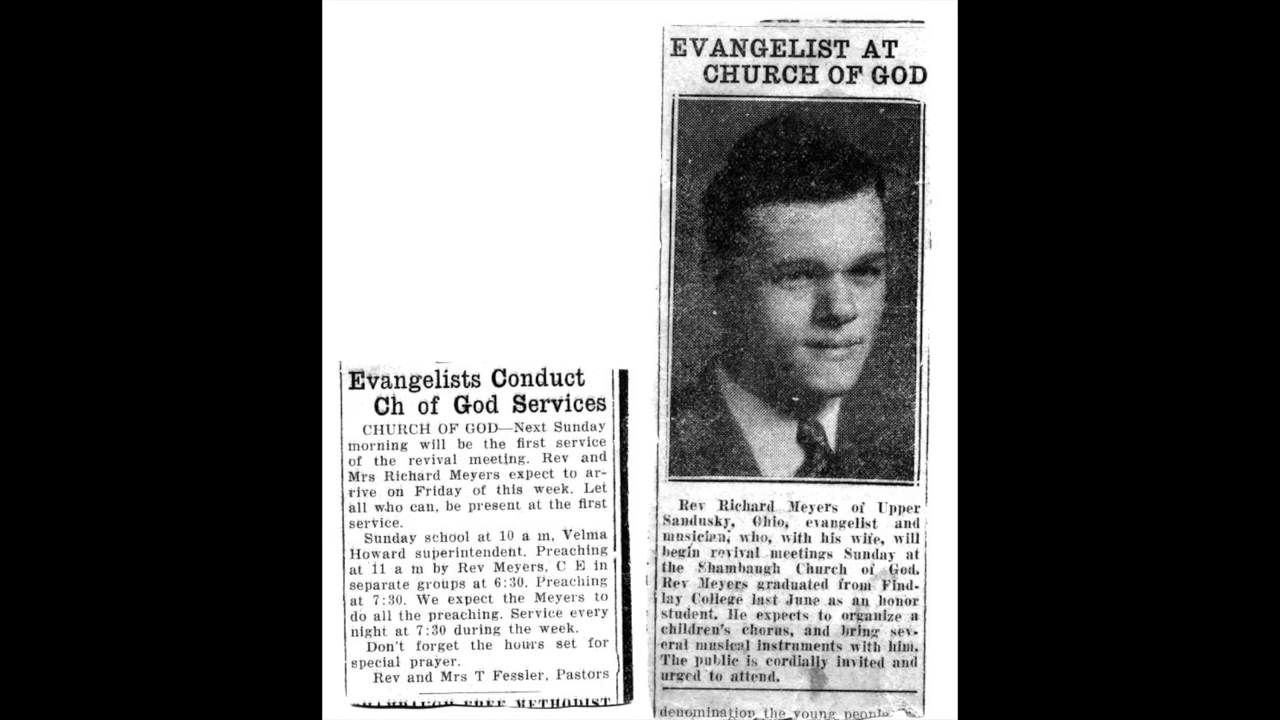 Evangelists Conduct
Ch of God Services
CHURCH OF GOD—Next Sunday
morning will be the first service
of the revival meeting. Rev and
Mrs Richard Meyers expect to ar-
rive on Friday of this week. Let
all who can, be present at the first
service.
Sunday school at 10 a m, Velma
Howard superintendent. Preaching
at 11 a m by Rev Meyers, C E in
separate groups at 6:30. Preaching
at 7:30. We expect the Meyers to
do all the preaching. Service every
night at 7:30 during the week.
Don't forget the hours set for
special prayer.
Rev and Mrs T Fessler, Pastors
FREE METHODIST
EVANGELIST AT
CHURCH OF GOD
Rev Richard Meyers of Upper
Sandusky, Ohio, evangelist and
musician, who, with his wife, will
begin revival meetings Sunday at
the Shambaugh Church of God.
Rev Meyers graduated from Find-
lay College last June as an honor
student. He expects to organize a
children's chorus, and bring sev-
eral musical instruments with him.
The public is cordially invited and
urged to attend.
denomination the young people